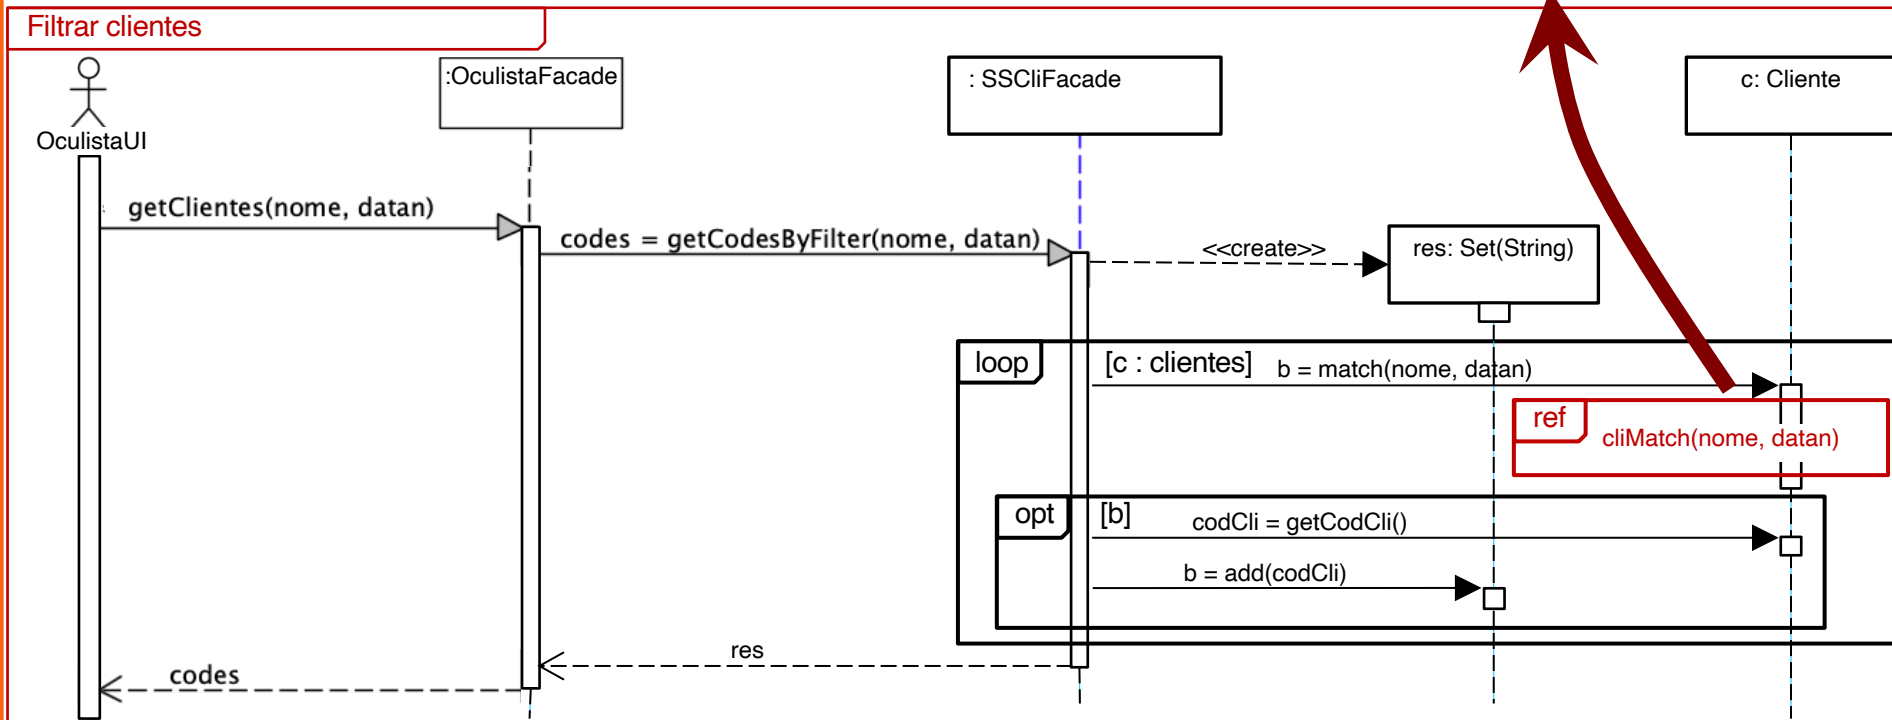 Filtrar clientes
OculistaUI
:OculistaFacade
: SSCliFacade
c: Cliente
getClientes(nome, datan)
codes = getCodesByFilter(nome, datan)
<<create>>
res: Set(String)
loop
[c : clientes]
b = match(nome, datan)
ref
cliMatch(nome, datan)
opt
[b]
codCli = getCodCli()
b = add(codCli)
res
codes